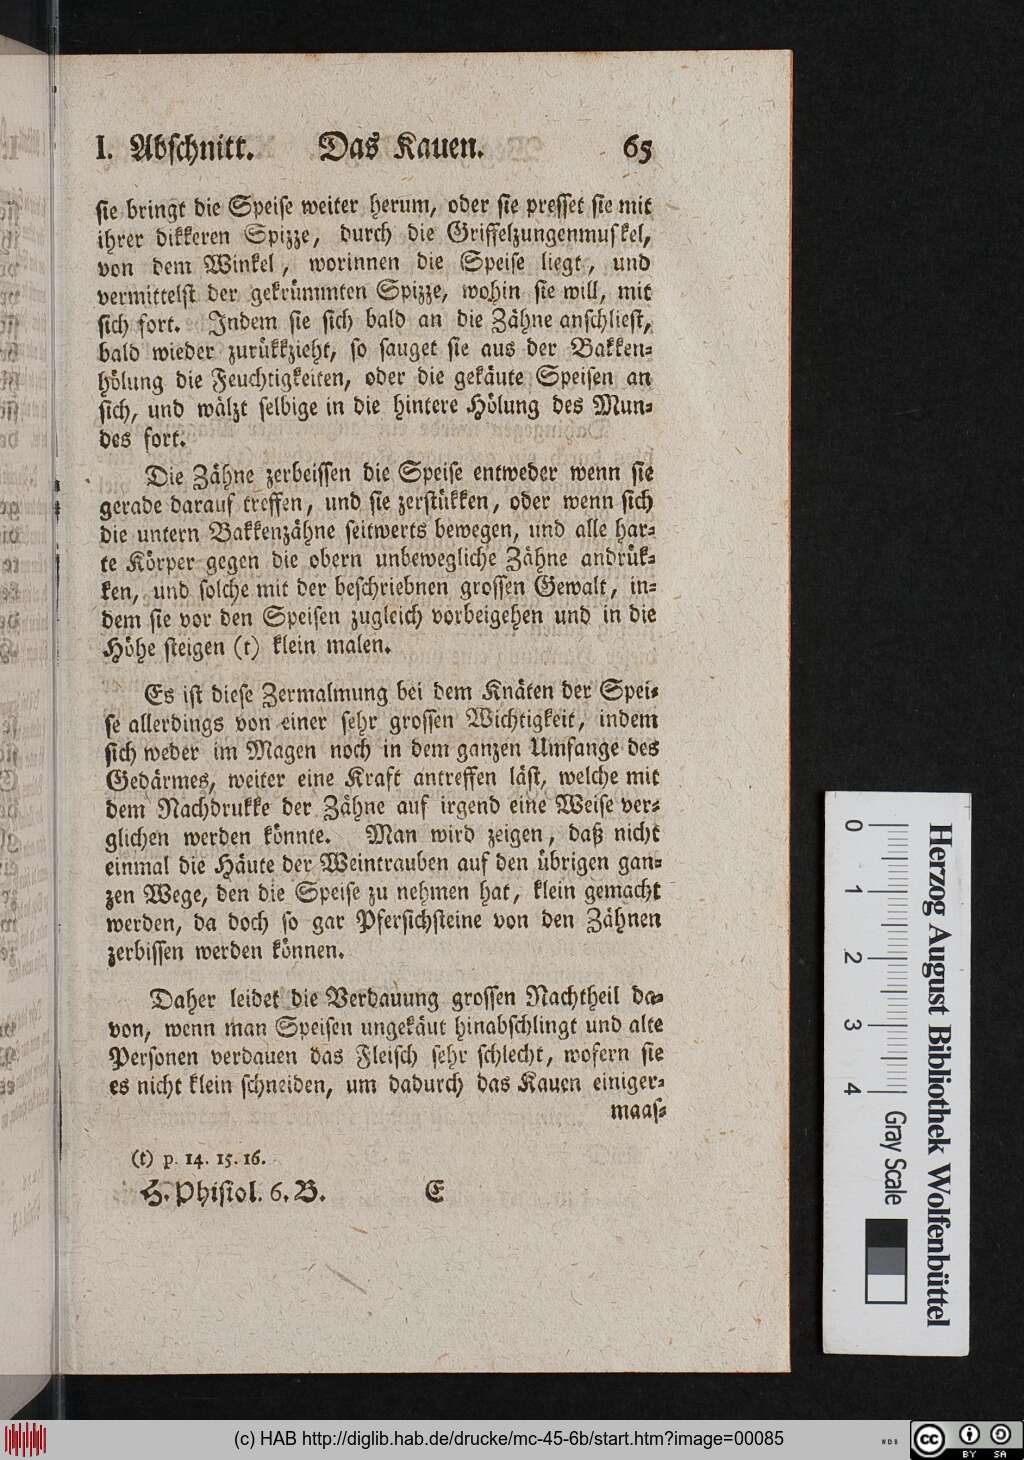 I. Abschnitt. Das Kauen. 65
sie bringt die Speise weiter herum, oder sie presset sie mit
ihrer dikkeren Spizze, durch die Griffelzungenmuskel,
von dem Winkel, worinnen die Speise liegt, und
vermittelst der gekrümmten Spizze, wohin sie will, mit
sich fort. Indem sie sich bald an die Zähne anschliest,
bald wieder zurükkzieht, so sauget sie aus der Bakken-
hölung die Feuchtigkeiten, oder die gekäute Speisen an
sich, und wälzt selbige in die hintere Hölung des Mun-
des fort.
Die Zähne zerbeissen die Speise entweder wenn sie
gerade darauf treffen, und sie zerstükken, oder wenn sich
die untern Bakkenzähne seitwerts bewegen, und alle har-
te Körper gegen die obern unbewegliche Zähne andrük-
ken, und solche mit der beschriebnen grossen Gewalt, in-
dem sie vor den Speisen zugleich vorbeigehen und in die
Höhe steigen (t) klein malen.
Es ist diese Zermalmung bei dem Knäten der Spei-
se allerdings von einer sehr grossen Wichtigkeit, indem
sich weder im Magen noch in dem ganzen Umfange des
Gedärmes, weiter eine Kraft antreffen läst, welche mit
dem Nachdrukke der Zähne auf irgend eine Weise ver-
glichen werden könnte. Man wird zeigen, daß nicht
einmal die Häute der Weintrauben auf den übrigen gan-
zen Wege, den die Speise zu nehmen hat, klein gemacht
werden, da doch so gar Pfersichsteine von den Zähnen
zerbissen werden können.
Daher leidet die Verdauung grossen Nachtheil da-
von, wenn man Speisen ungekäut hinabschlingt und alte
Personen verdauen das Fleisch sehr schlecht, wofern sie
es nicht klein schneiden, um dadurch das Kauen einiger-
maas-
(t) p. 14. 15. 16.
H. Phisiol. 6. B. E
Herzog August Bibliothek Wolfenbüttel
0 1 2 3 4 Gray Scale
(c) HAB http://diglib.hab.de/drucke/mc-45-6b/start.htm?image=00085
cc BY SA